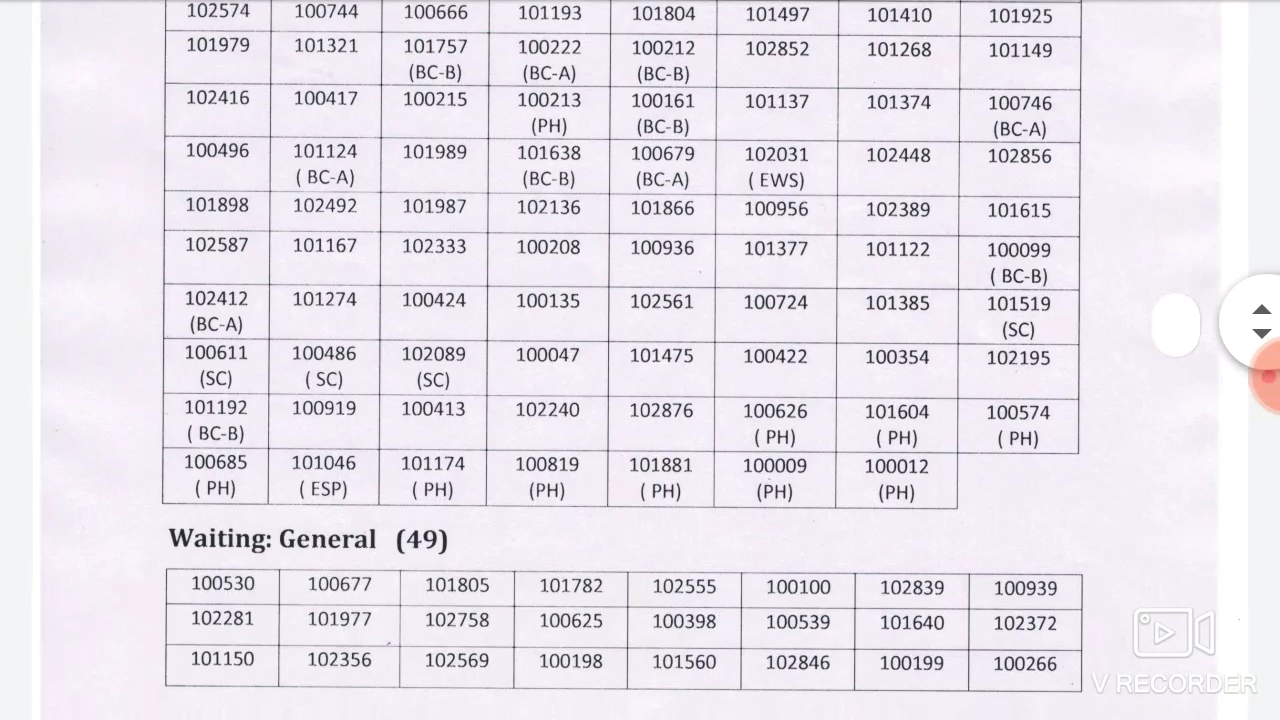 102574 100744 100666 101193 101804 101497 101410 101925
101979 101321 101757 100222 100212 102852 101268 101149
(BC-B) (BC-A) (BC-B)
102416 100417 100215 100213 100161 101137 101374 100746
(PH) (BC-B) (BC-A)
100496 101124 101989 101638 100679 102031 102448 102856
( BC-A) (BC-B) (BC-A) ( EWS)
101898 102492 101987 102136 101866 100956 102389 101615
102587 101167 102333 100208 100936 101377 101122 100099
( BC-B)
102412 101274 100424 100135 102561 100724 101385 101519
(BC-A) (SC)
100611 100486 102089 100047 101475 100422 100354 102195
(SC) ( SC) (SC)
101192 100919 100413 102240 102876 100626 101604 100574
( BC-B) ( PH) ( PH) ( PH)
100685 101046 101174 100819 101881 100009 100012
( PH) ( ESP) ( PH) (PH) ( PH) (PH) (PH)
Waiting: General (49)
100530 100677 101805 101782 102555 100100 102839 100939
102281 101977 102758 100625 100398 100539 101640 102372
101150 102356 102569 100198 101560 102846 100199 100266
V RECORDER